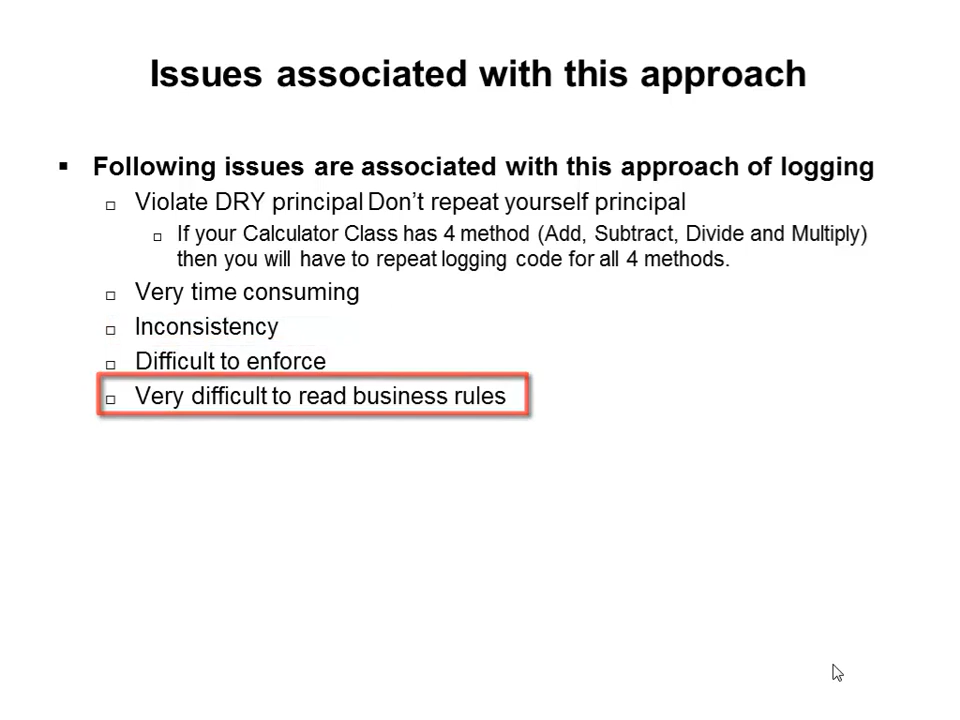 Issues associated with this approach
Following issues are associated with this approach of logging
Violate DRY principal Don't repeat yourself principal
If your Calculator Class has 4 method (Add, Subtract, Divide and Multiply)
then you will have to repeat logging code for all 4 methods.
Very time consuming
Inconsistency
Difficult to enforce
Very difficult to read business rules